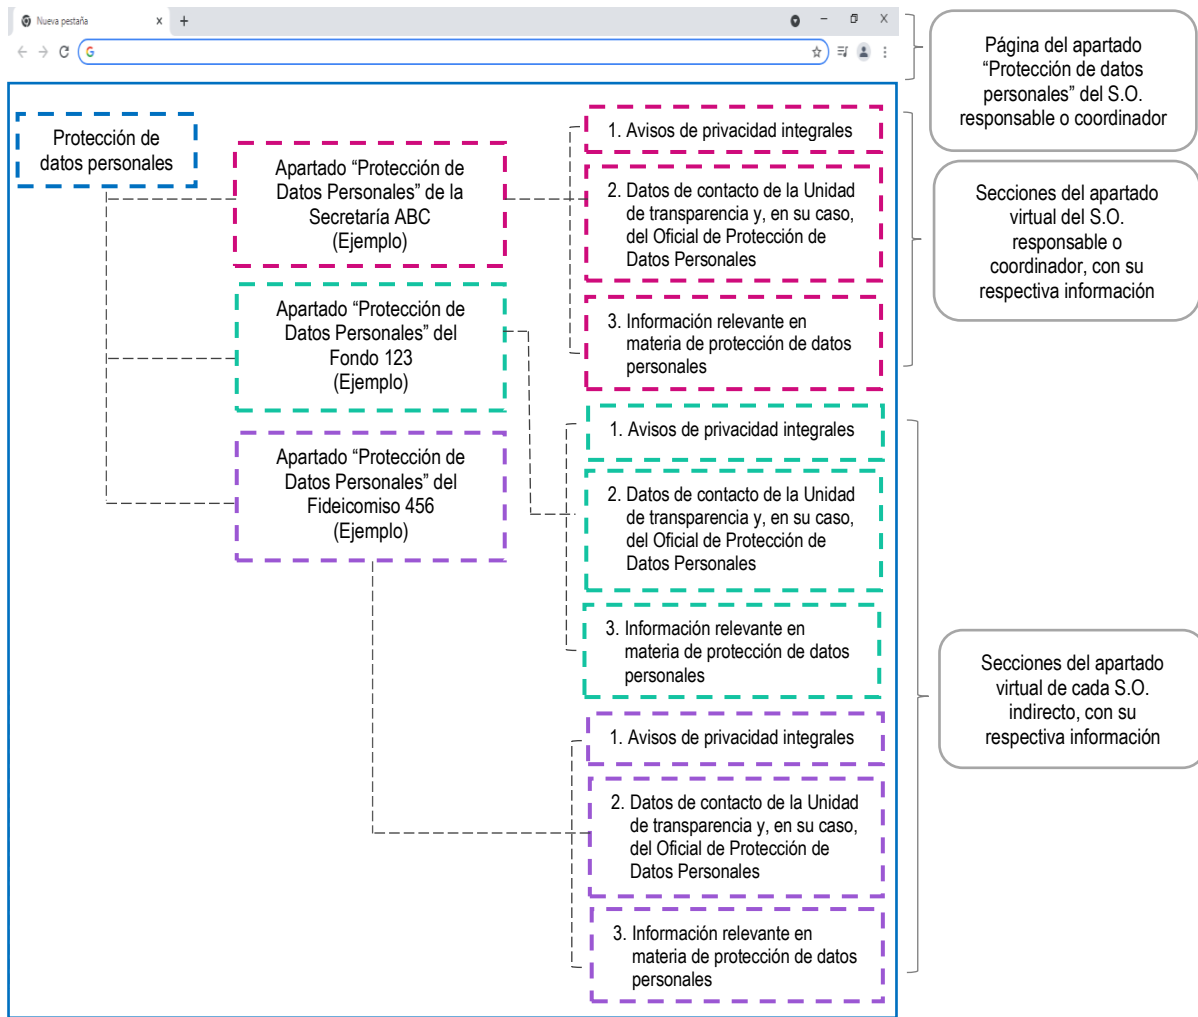 Nueva pestaña
Página del apartado
“Protección de datos
personales” del S.O.
responsable o coordinador
Protección de
datos personales
Apartado “Protección de
Datos Personales” de la
Secretaría ABC
(Ejemplo)
1. Avisos de privacidad integrales
2. Datos de contacto de la Unidad
de transparencia y, en su caso,
del Oficial de Protección de
Datos Personales
3. Información relevante en
materia de protección de datos
personales
Secciones del apartado
virtual del S.O.
responsable o
coordinador, con su
respectiva información
Apartado “Protección de
Datos Personales” del
Fondo 123
(Ejemplo)
1. Avisos de privacidad integrales
2. Datos de contacto de la Unidad
de transparencia y, en su caso,
del Oficial de Protección de
Datos Personales
3. Información relevante en
materia de protección de datos
personales
Apartado “Protección de
Datos Personales” del
Fideicomiso 456
(Ejemplo)
1. Avisos de privacidad integrales
2. Datos de contacto de la Unidad
de transparencia y, en su caso,
del Oficial de Protección de
Datos Personales
3. Información relevante en
materia de protección de datos
personales
Secciones del apartado
virtual de cada S.O.
indirecto, con su
respectiva información